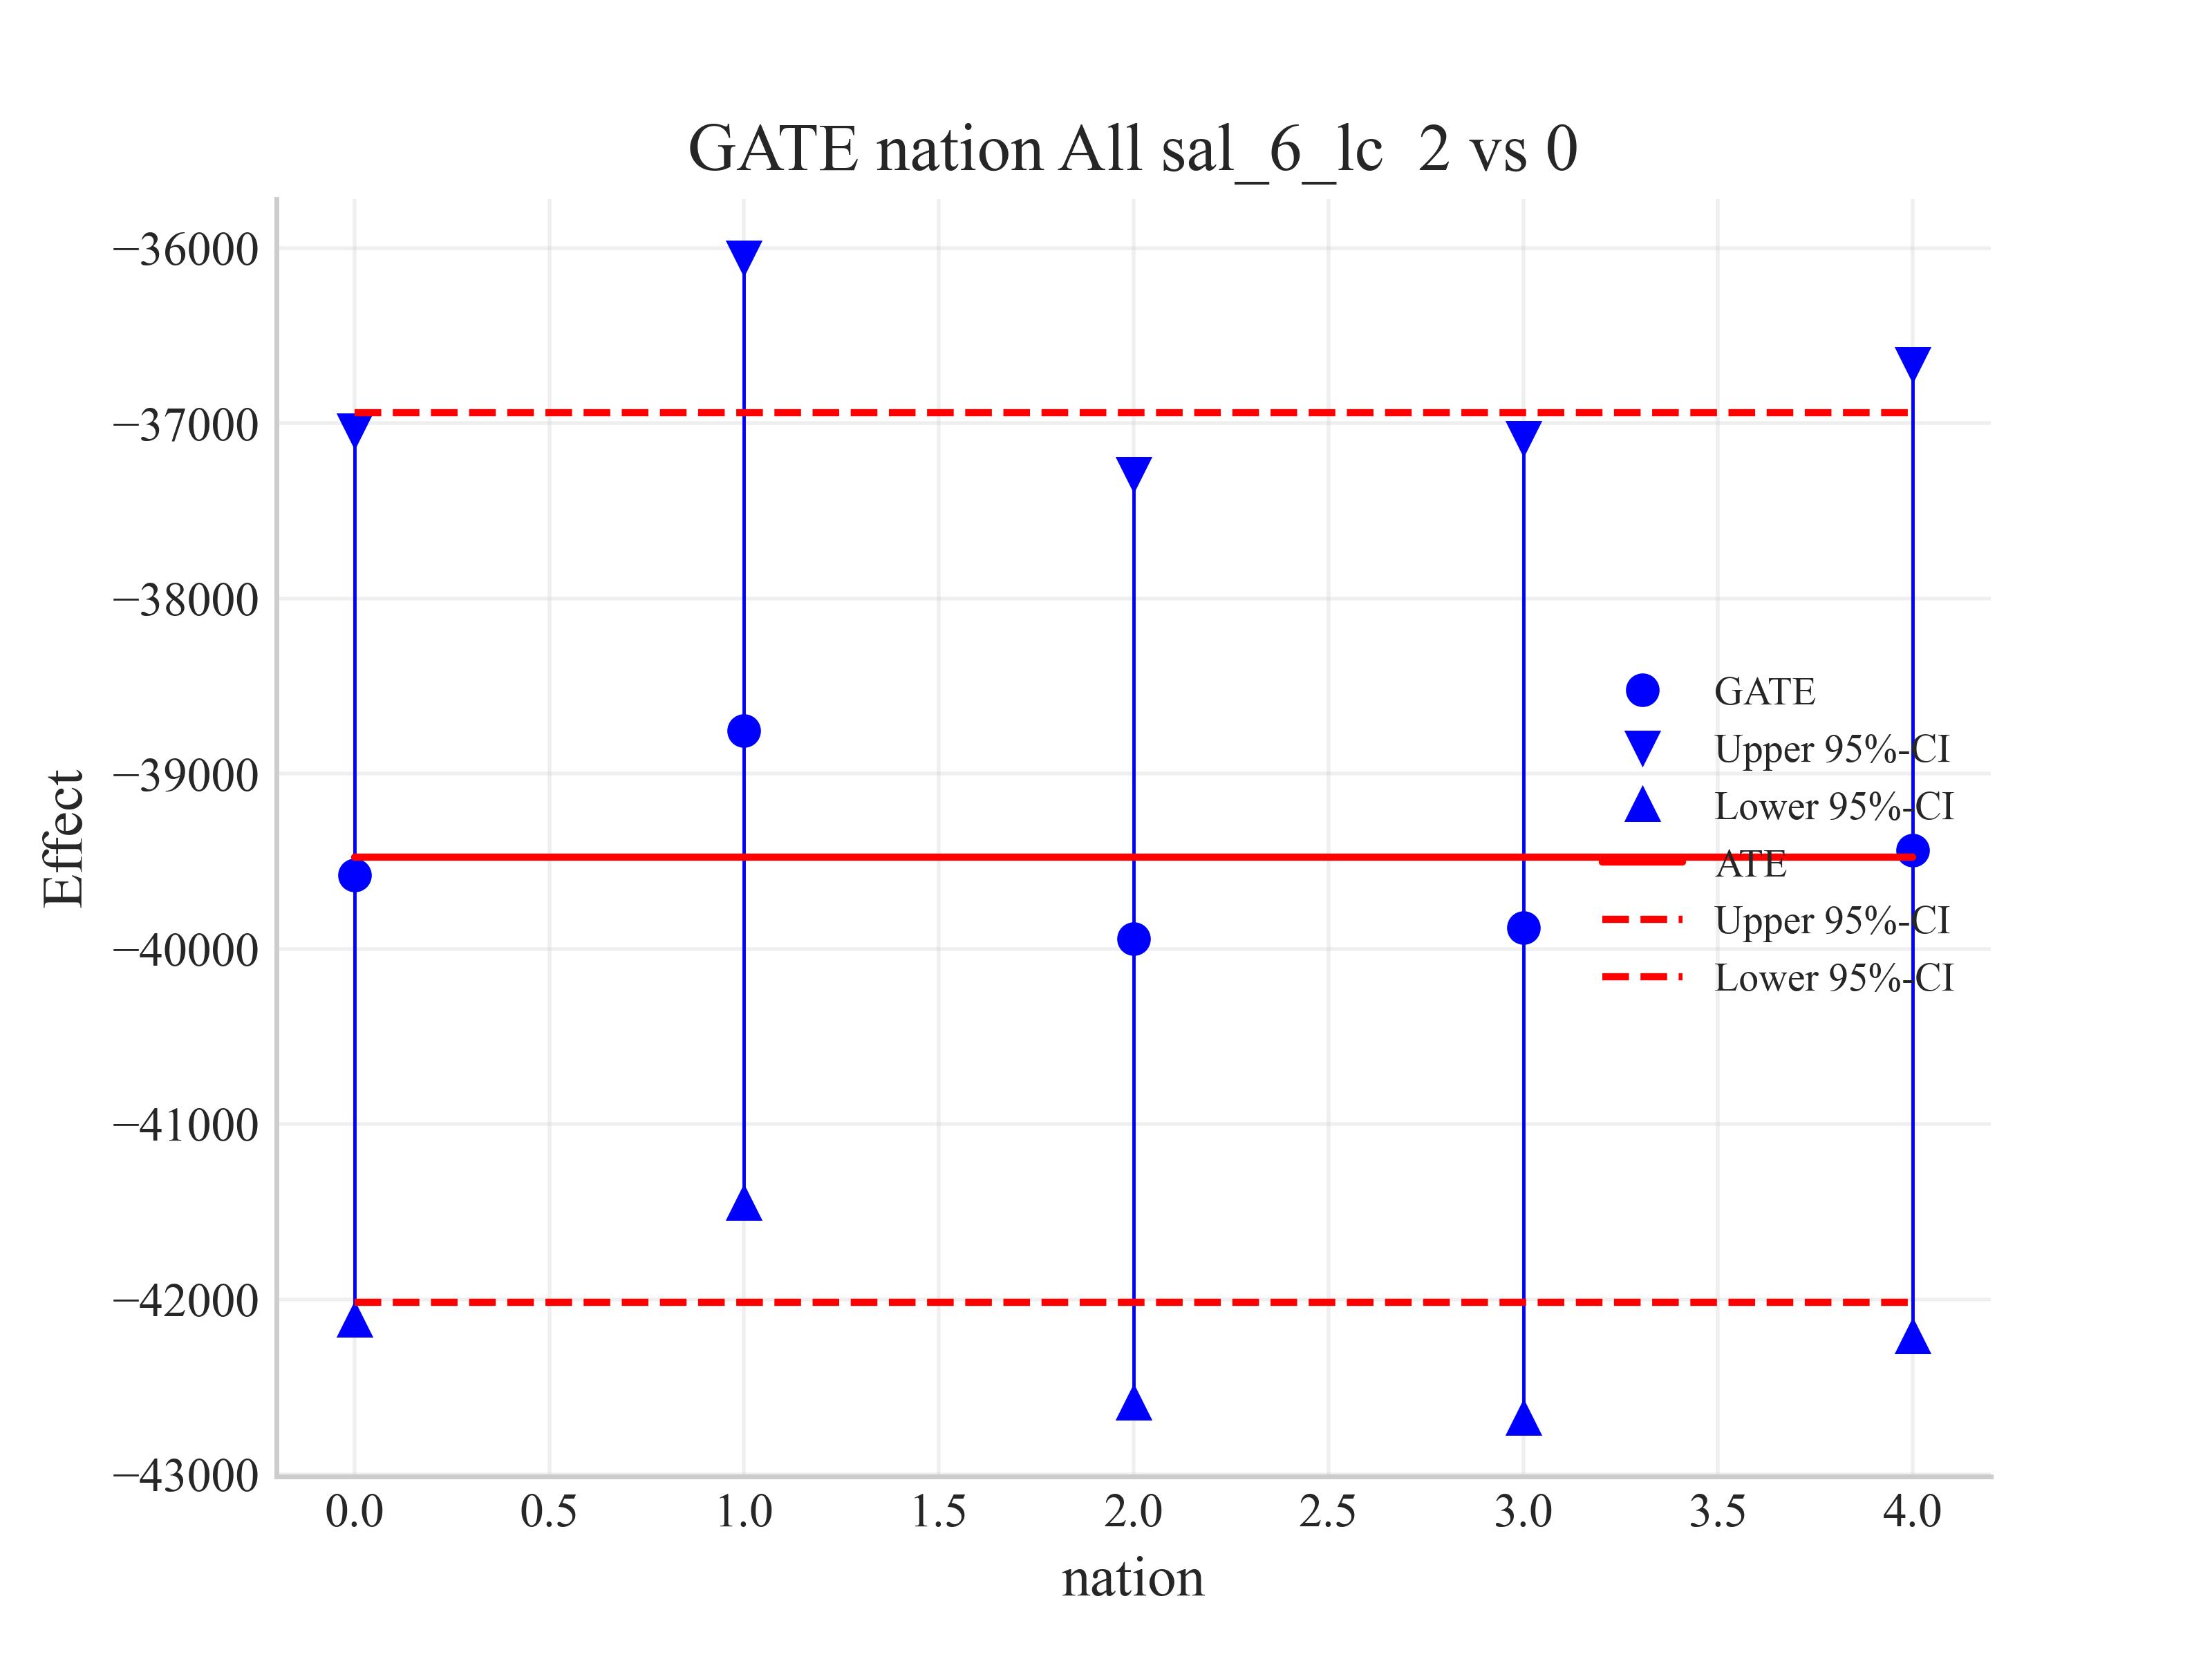 GATE nation All sal_6_lc  2 vs 0
−36000
−37000
−38000
−39000
−40000
−41000
−42000
−43000
Effect
GATE
Upper 95%-CI
Lower 95%-CI
ATE
Upper 95%-CI
Lower 95%-CI
0.0 0.5 1.0 1.5 2.0 2.5 3.0 3.5 4.0
nation